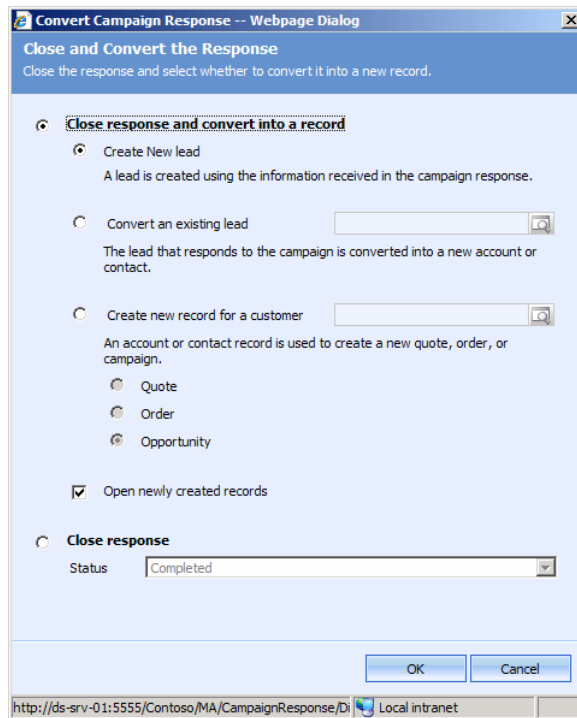 Convert Campaign Response -- Webpage Dialog
Close and Convert the Response
Close the response and select whether to convert it into a new record.
Close response and convert into a record
Create New lead
A lead is created using the information received in the campaign response.
Convert an existing lead
The lead that responds to the campaign is converted into a new account or
contact.
Create new record for a customer
An account or contact record is used to create a new quote, order, or
campaign.
Quote
Order
Opportunity
Open newly created records
Close response
Status Completed
OK Cancel
http://ds-srv-01:5555/Contoso/MA/CampaignResponse/Di Local intranet